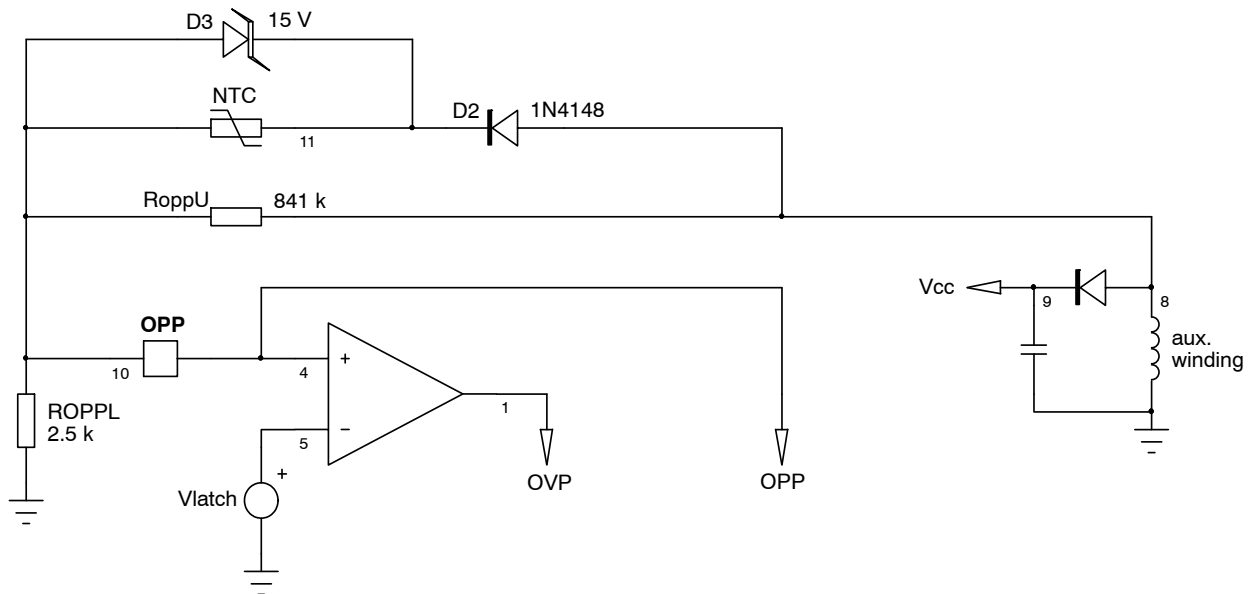 D3 15 V
NTC
11
D2 1N4148
RoppU 841 k
Vcc
9
8
aux.
winding
OPP
10
4
+
5
−
1
ROPPL
2.5 k
+
Vlatch
OVP
OPP